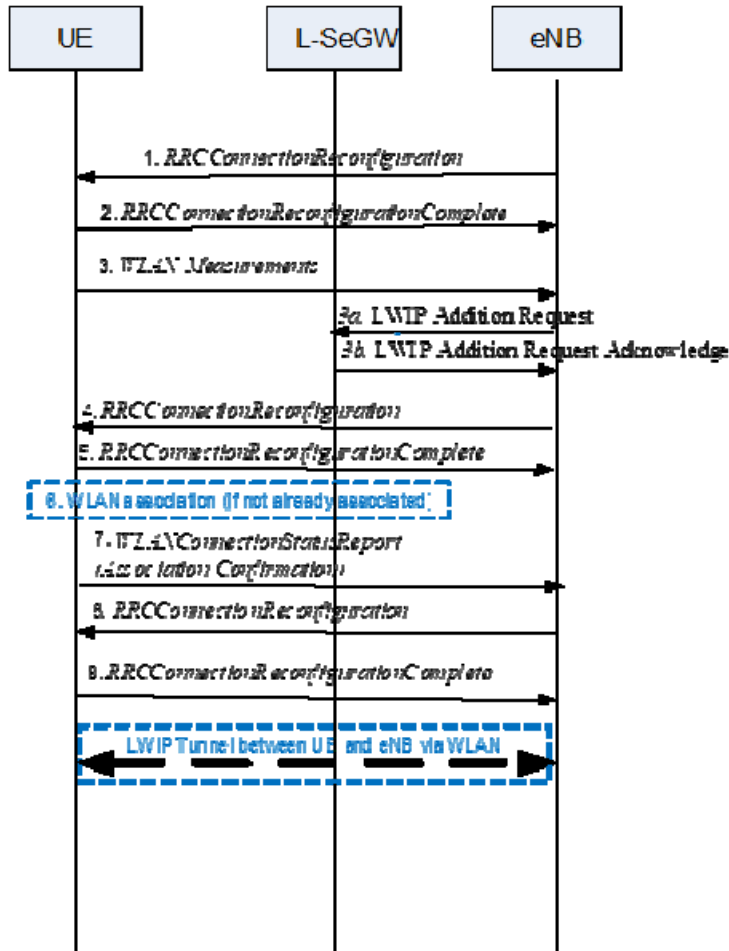 UE
L-SeGW
eNB
1. RRCConnectionReconfiguration
2. RRCConnectionReconfigurationComplete
3. WLAN Measurements
3a. LWIP Addition Request
3b. LWIP Addition Request Acknowledge
4. RRCConnectionReconfiguration
5. RRCConnectionReconfigurationComplete
6. WLAN association (if not already associated)
7. WLANConnectionStatusReport
(Association Confirmation)
8. RRCConnectionReconfiguration
9. RRCConnectionReconfigurationComplete
LWIP Tunnel between UE and eNB via WLAN